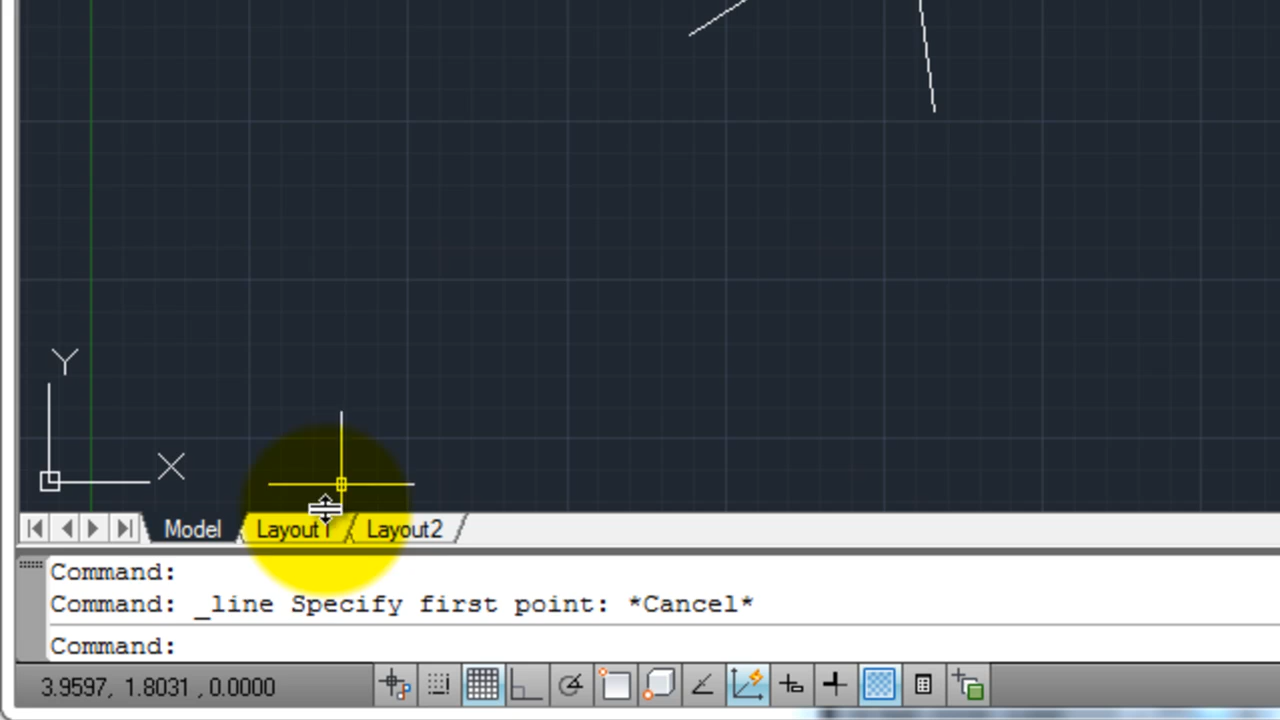 Y
X
Model Layout1 Layout2
Command:
Command: _line Specify first point: *Cancel*
Command:
3.9597, 1.8031 , 0.0000